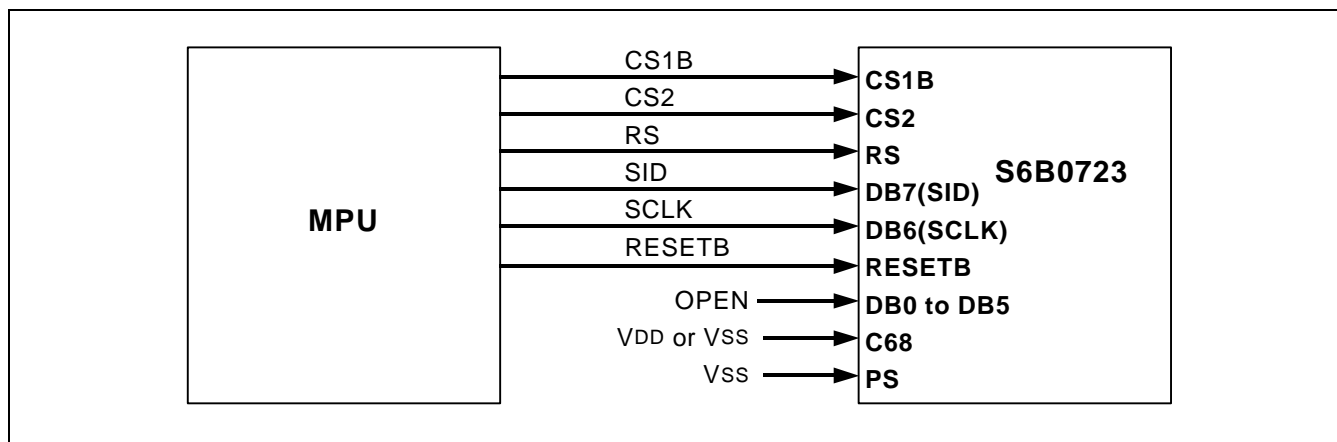 CS1B
CS2
RS
SID
SCLK
RESETB
OPEN
VDD or VSS
VSS
MPU
CS1B
CS2
RS
DB7(SID)
DB6(SCLK)
RESETB
DB0 to DB5
C68
PS
S6B0723